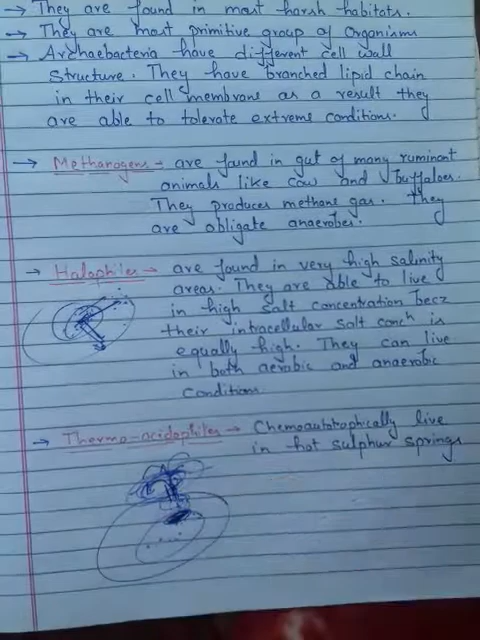 → They are found in most harsh habitats.
→ They are most primitive group of organisms
→ Archaebacteria have different cell wall
structure. They have branched lipid chain
in their cell membrane as a result they
are able to tolerate extreme conditions.
→ Methanogens - are found in gut of many ruminant
animals like cow and buffaloes.
They produces methane gas. They
are obligate anaerobes.
→ Halophiles → are found in very high salinity
areas. They are able to live
in high salt concentration becz
their intracellular salt conc^n is
equally high. They can live
in both aerobic and anaerobic
conditions.
→ Thermo-acidophiles → Chemoautotrophically live
in hot sulphur springs